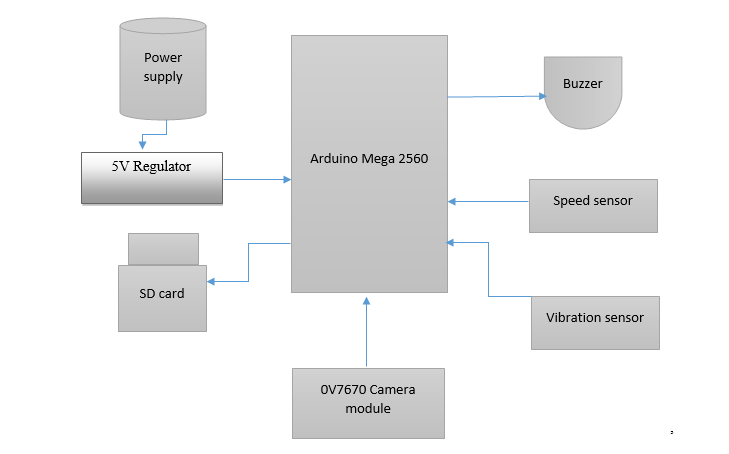 Power
supply
5V Regulator
Arduino Mega 2560
Buzzer
Speed sensor
SD card
Vibration sensor
0V7670 Camera
module
,